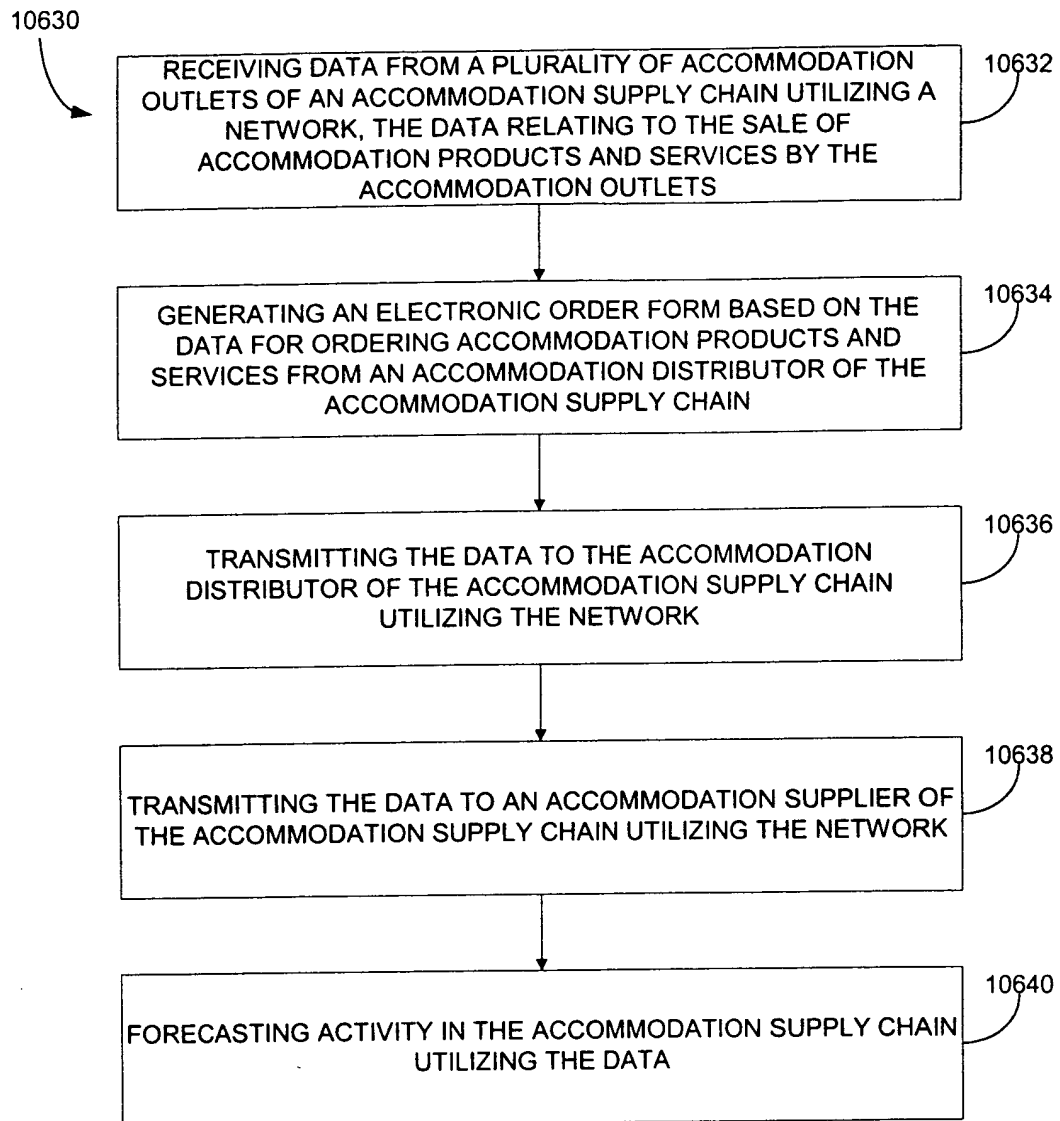 10630
RECEIVING DATA FROM A PLURALITY OF ACCOMMODATION
OUTLETS OF AN ACCOMMODATION SUPPLY CHAIN UTILIZING A
NETWORK, THE DATA RELATING TO THE SALE OF
ACCOMMODATION PRODUCTS AND SERVICES BY THE
ACCOMMODATION OUTLETS
10632
GENERATING AN ELECTRONIC ORDER FORM BASED ON THE
DATA FOR ORDERING ACCOMMODATION PRODUCTS AND
SERVICES FROM AN ACCOMMODATION DISTRIBUTOR OF THE
ACCOMMODATION SUPPLY CHAIN
10634
TRANSMITTING THE DATA TO THE ACCOMMODATION
DISTRIBUTOR OF THE ACCOMMODATION SUPPLY CHAIN
UTILIZING THE NETWORK
10636
TRANSMITTING THE DATA TO AN ACCOMMODATION SUPPLIER OF
THE ACCOMMODATION SUPPLY CHAIN UTILIZING THE NETWORK
10638
FORECASTING ACTIVITY IN THE ACCOMMODATION SUPPLY CHAIN
UTILIZING THE DATA
10640